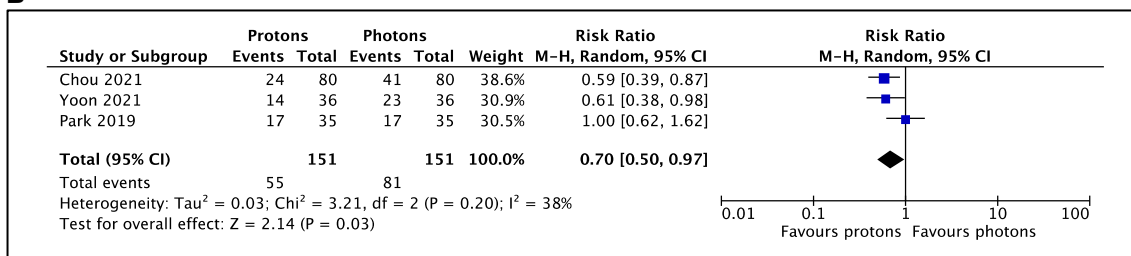 Protons Photons Risk Ratio Risk Ratio
Study or Subgroup Events Total Events Total Weight M-H, Random, 95% CI M-H, Random, 95% CI
Chou 2021 24 80 41 80 38.6% 0.59 [0.39, 0.87]
Yoon 2021 14 36 23 36 30.9% 0.61 [0.38, 0.98]
Park 2019 17 35 17 35 30.5% 1.00 [0.62, 1.62]
Total (95% CI) 151 151 100.0% 0.70 [0.50, 0.97]
Total events 55 81
Heterogeneity: Tau² = 0.03; Chi² = 3.21, df = 2 (P = 0.20); I² = 38%
Test for overall effect: Z = 2.14 (P = 0.03)
0.01 0.1 1 10 100
Favours protons Favours photons